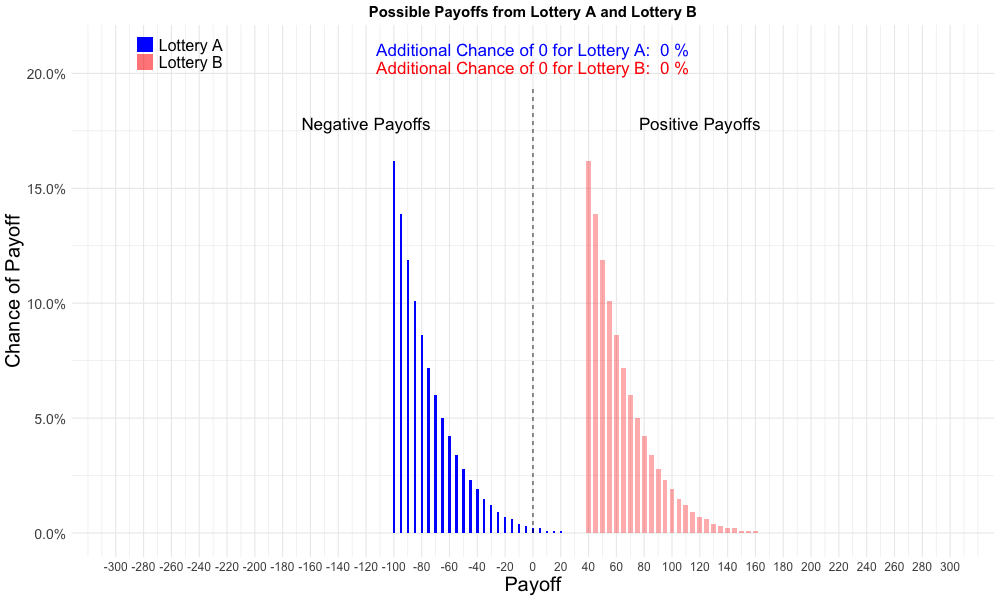 Possible Payoffs from Lottery A and Lottery B
Lottery A
Lottery B
Additional Chance of 0 for Lottery A:  0 %
Additional Chance of 0 for Lottery B:  0 %
Negative Payoffs
Positive Payoffs
Chance of Payoff
20.0%
15.0%
10.0%
5.0%
0.0%
-300 -280 -260 -240 -220 -200 -180 -160 -140 -120 -100 -80 -60 -40 -20 0 20 40 60 80 100 120 140 160 180 200 220 240 260 280 300
Payoff